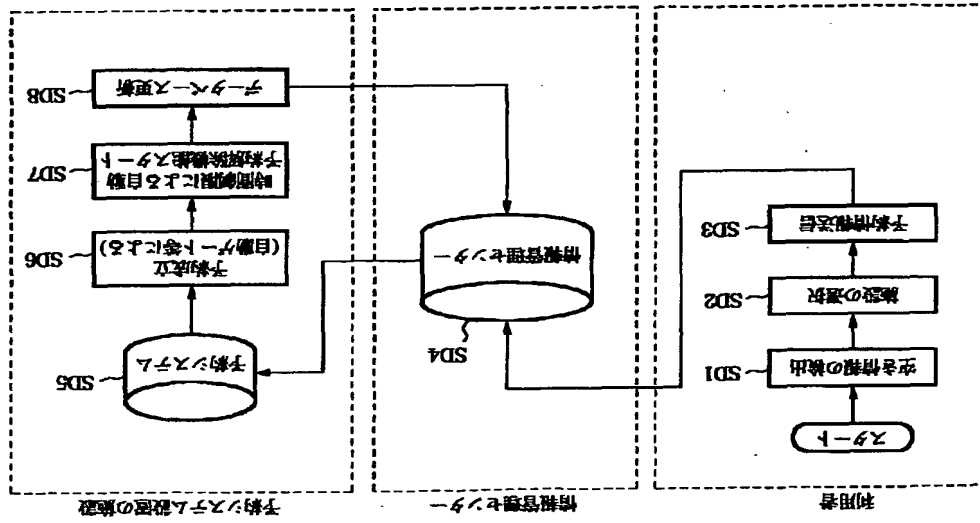 利用者
スタート
空き情報の検出
SD1
施設の選択
SD2
予約情報送信
SD3
情報管理センター
SD4
情報管理センター
予約システム設置の施設
予約システム
SD5
予約成立
(自動ゲート等による)
SD6
時間制限による自動
予約解除機能スタート
SD7
データベース更新
SD8